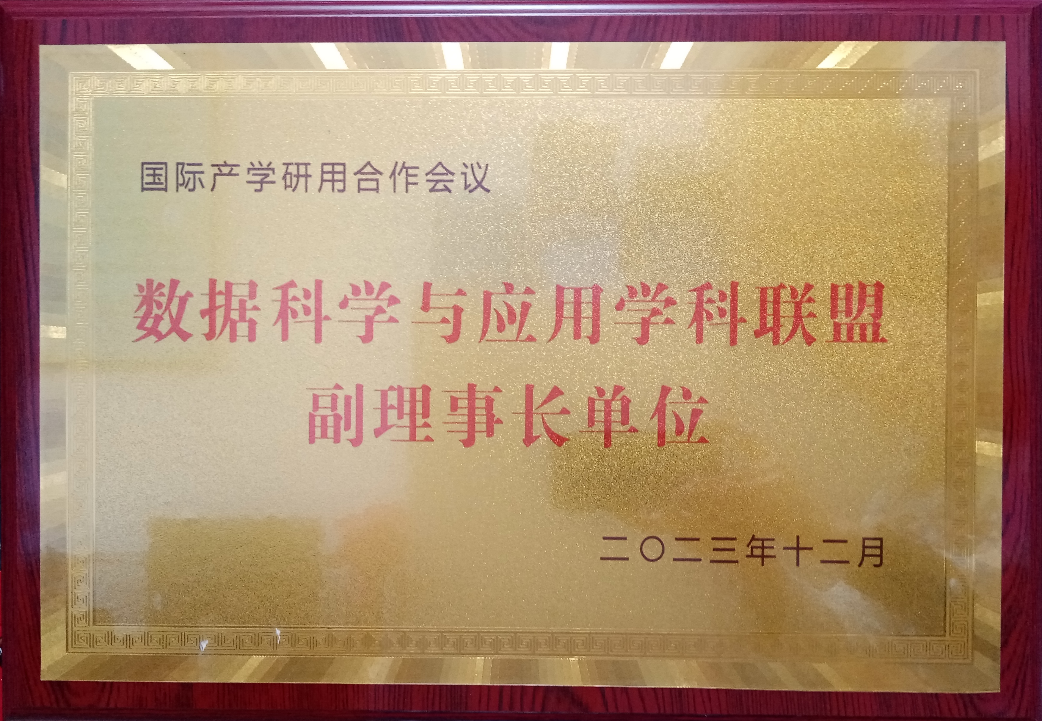 国际产学研用合作会议
数据科学与应用学科联盟
副理事长单位
二〇二三年十二月